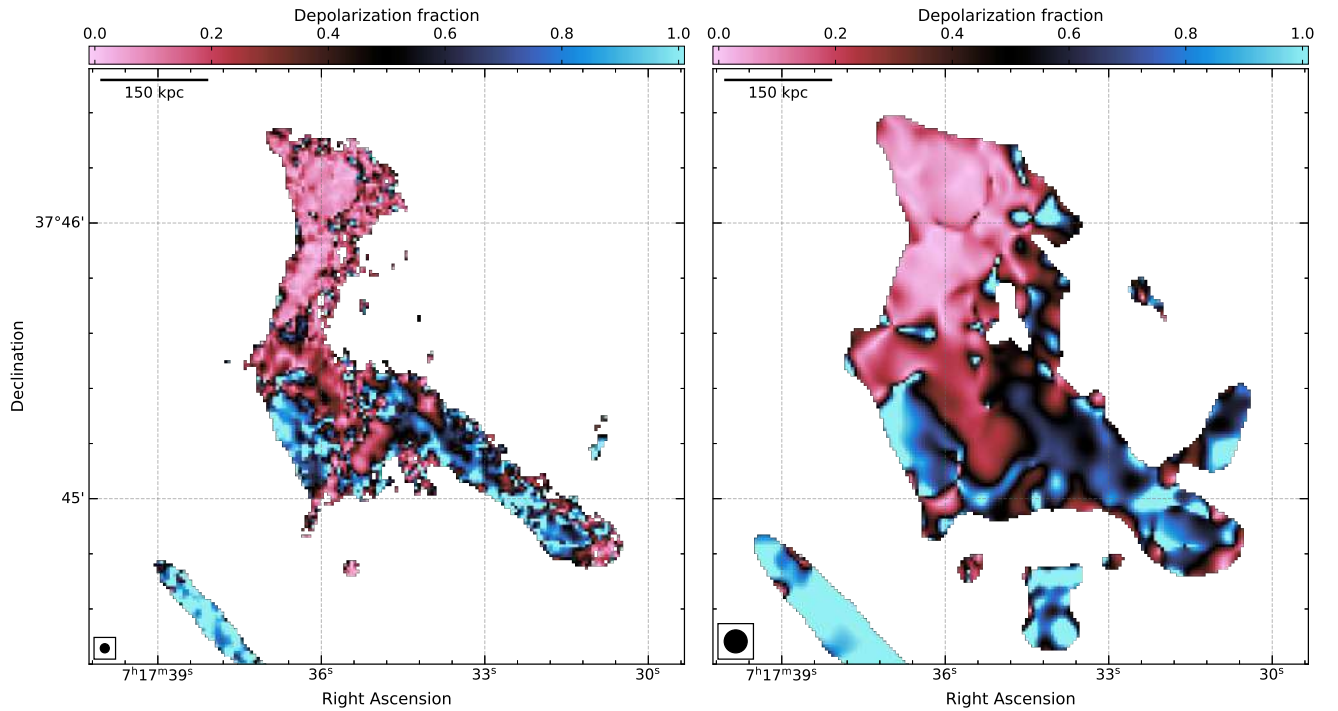 Depolarization fraction
0.0 0.2 0.4 0.6 0.8 1.0
150 kpc
37°46'
45'
Declination
7ʰ17ᵐ39ˢ 36ˢ 33ˢ 30ˢ
Right Ascension
Depolarization fraction
0.0 0.2 0.4 0.6 0.8 1.0
150 kpc
7ʰ17ᵐ39ˢ 36ˢ 33ˢ 30ˢ
Right Ascension